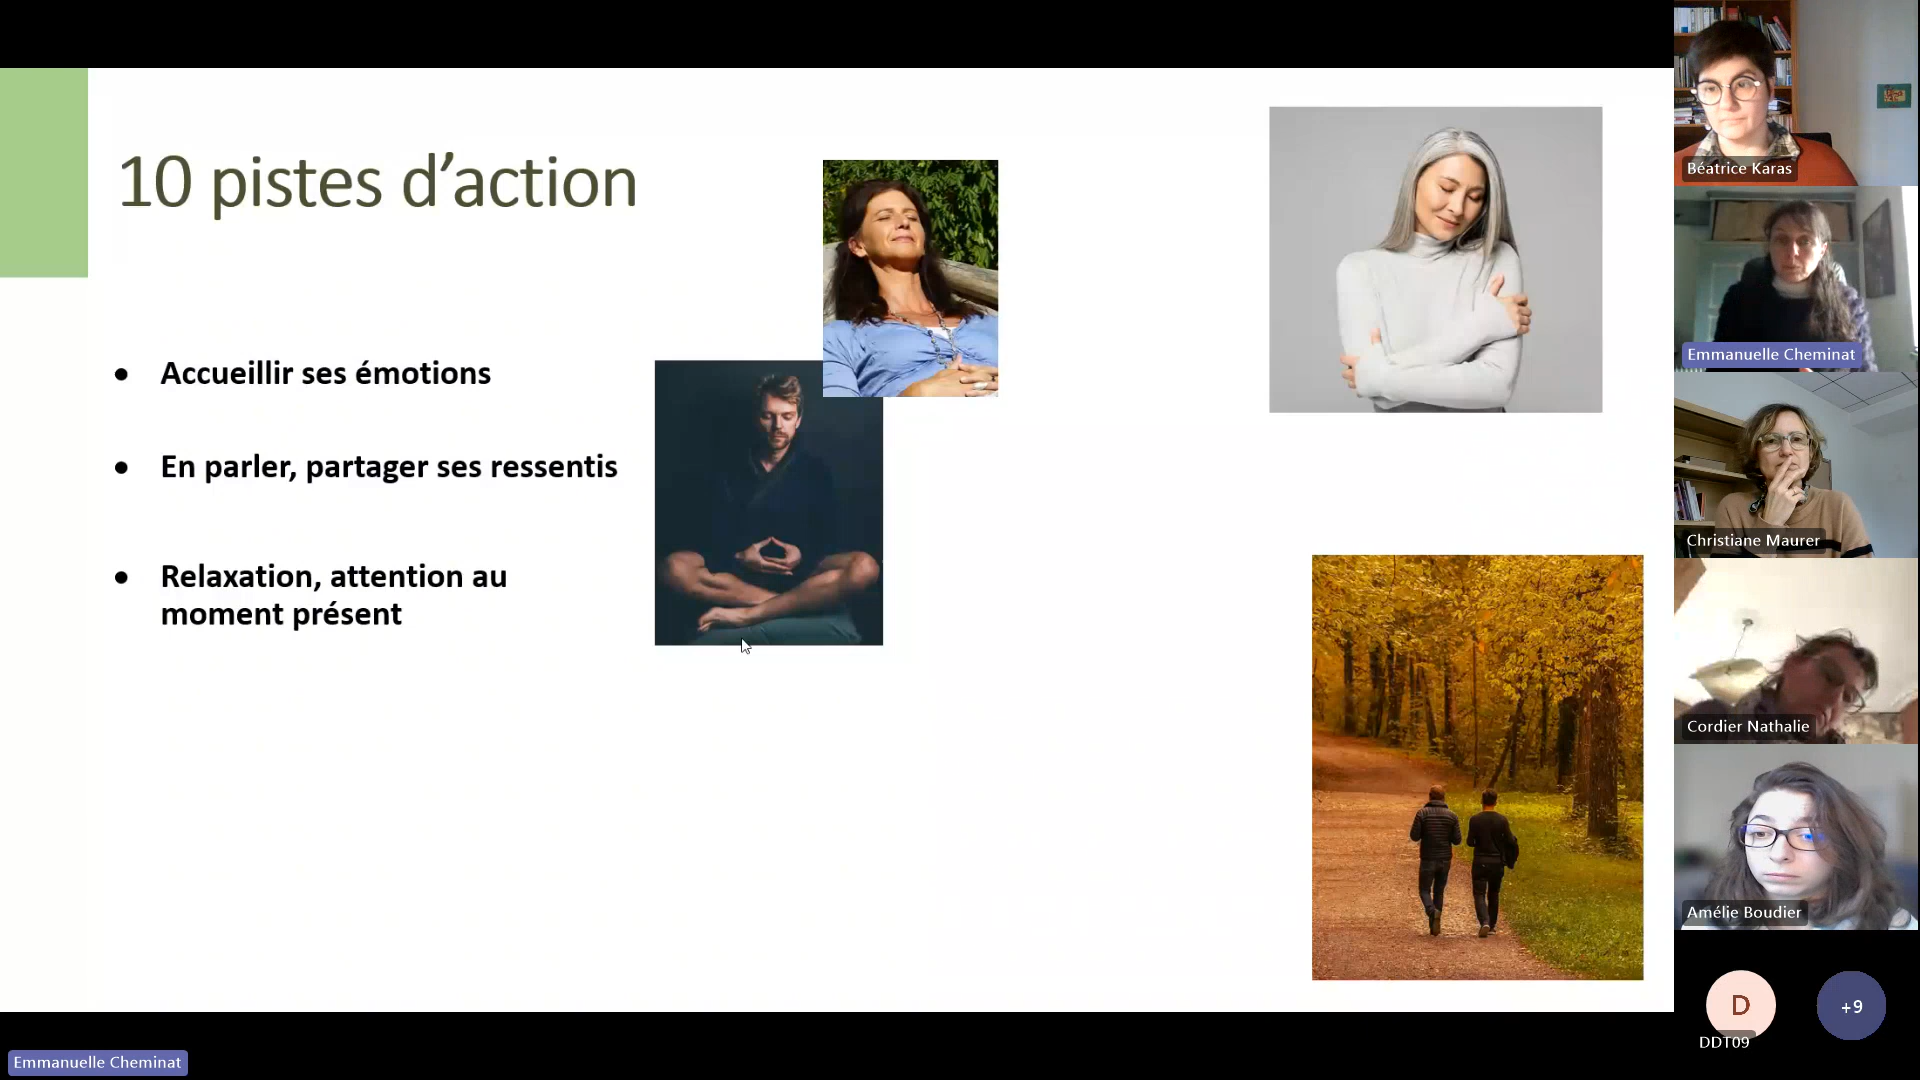 10 pistes d’action
• Accueillir ses émotions
• En parler, partager ses ressentis
• Relaxation, attention au
moment présent
Béatrice Karas
Emmanuelle Cheminat
Christiane Maurer
Cordier Nathalie
Amélie Boudier
D
DDT09
+9
Emmanuelle Cheminat